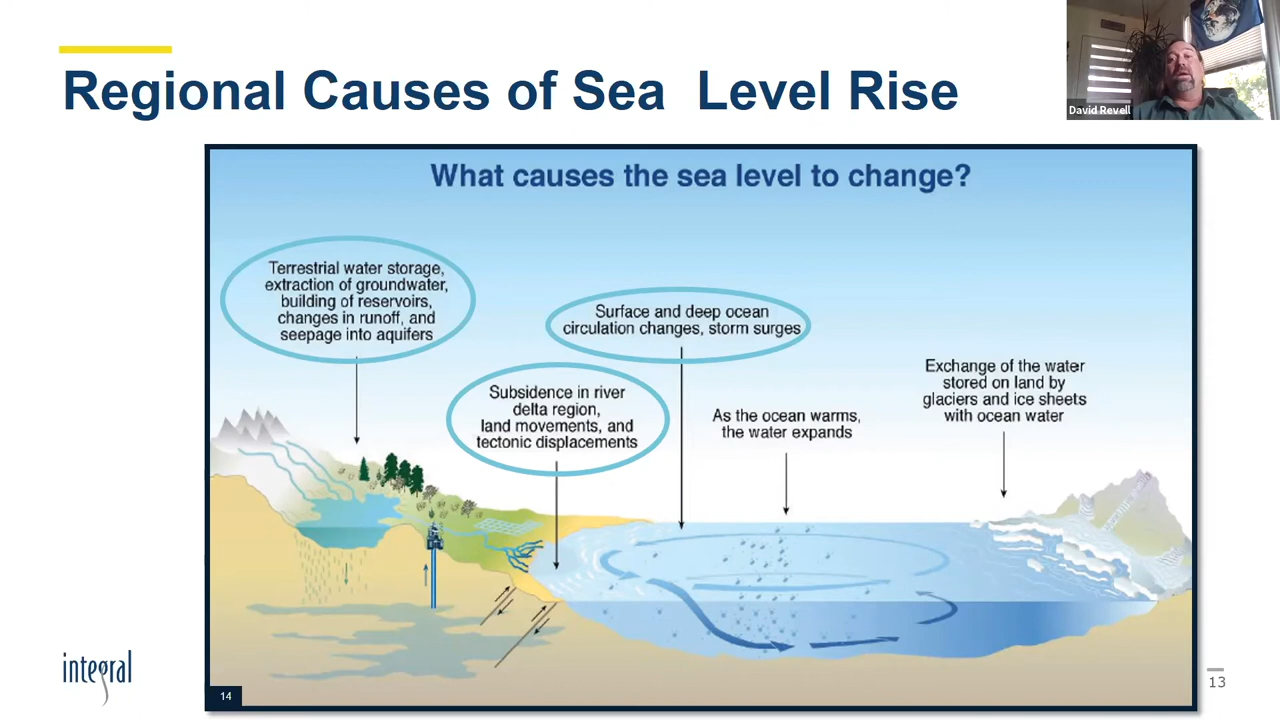 Regional Causes of Sea  Level Rise
David Revell
What causes the sea level to change?
Terrestrial water storage,
extraction of groundwater,
building of reservoirs,
changes in runoff, and
seepage into aquifers
Surface and deep ocean
circulation changes, storm surges
Subsidence in river
delta region,
land movements, and
tectonic displacements
As the ocean warms,
the water expands
Exchange of the water
stored on land by
glaciers and ice sheets
with ocean water
integral
14
13